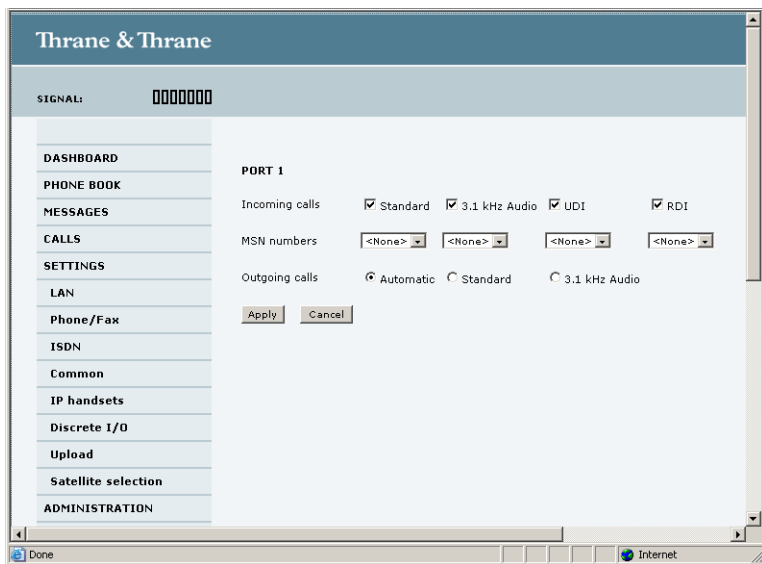 Thrane & Thrane
SIGNAL:
DASHBOARD
PHONE BOOK
MESSAGES
CALLS
SETTINGS
LAN
Phone/Fax
ISDN
Common
IP handsets
Discrete I/O
Upload
Satellite selection
ADMINISTRATION
PORT 1
Incoming calls Standard 3.1 kHz Audio UDI RDI
MSN numbers <None> <None> <None> <None>
Outgoing calls Automatic Standard 3.1 kHz Audio
Apply Cancel
Done Internet